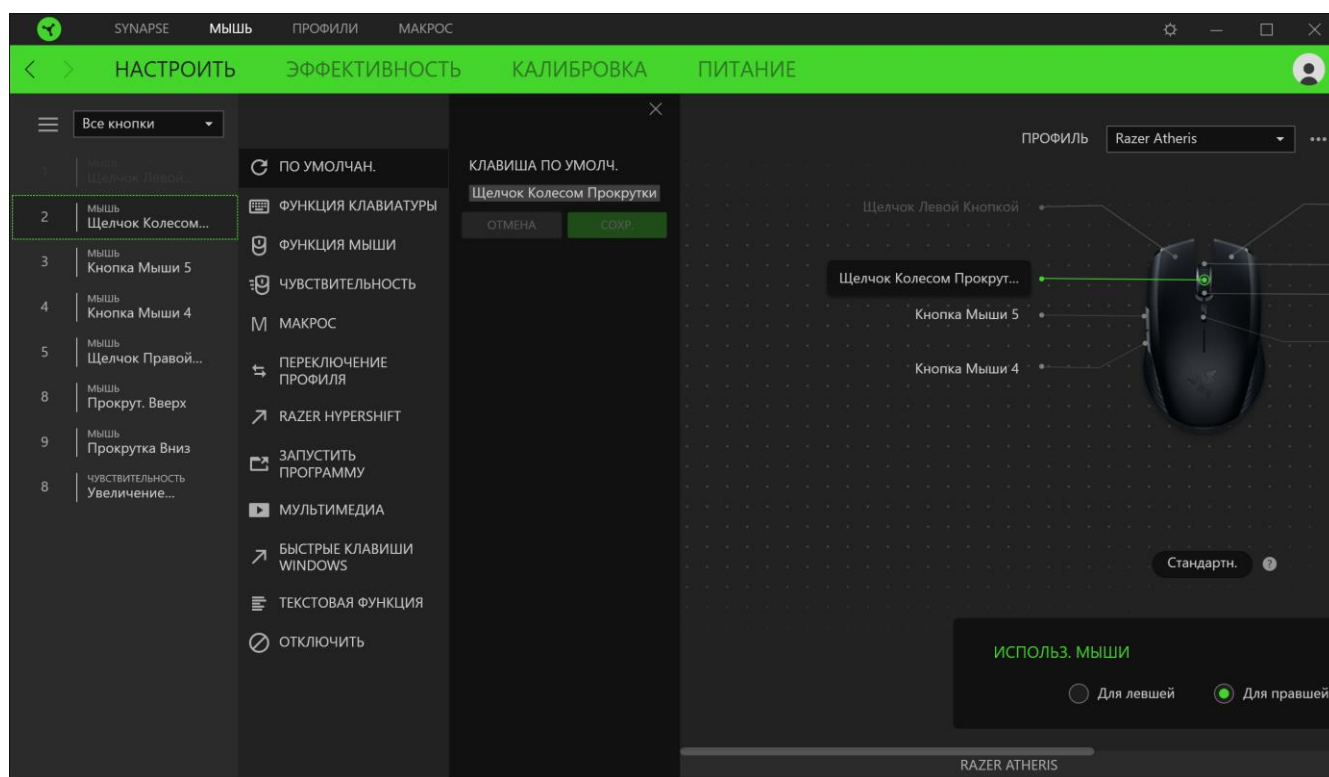 SYNAPSE МЫШЬ ПРОФИЛИ МАКРОС
НАСТРОИТЬ ЭФФЕКТИВНОСТЬ КАЛИБРОВКА ПИТАНИЕ
Все кнопки
1 МЫШЬ
Щелчок Левой...
2 МЫШЬ
Щелчок Колесом...
3 МЫШЬ
Кнопка Мыши 5
4 МЫШЬ
Кнопка Мыши 4
5 МЫШЬ
Щелчок Правой...
8 МЫШЬ
Прокрут. Вверх
9 МЫШЬ
Прокрутка Вниз
8 ЧУВСТВИТЕЛЬНОСТЬ
Увеличение...
ПО УМОЛЧАН.
ФУНКЦИЯ КЛАВИАТУРЫ
ФУНКЦИЯ МЫШИ
ЧУВСТВИТЕЛЬНОСТЬ
M МАКРОС
ПЕРЕКЛЮЧЕНИЕ
ПРОФИЛЯ
RAZER HYPERSHIFT
ЗАПУСТИТЬ
ПРОГРАММУ
МУЛЬТИМЕДИА
БЫСТРЫЕ КЛАВИШИ
WINDOWS
ТЕКСТОВАЯ ФУНКЦИЯ
ОТКЛЮЧИТЬ
КЛАВИША ПО УМОЛЧ.
Щелчок Колесом Прокрутки
ОТМЕНА СОХР.
ПРОФИЛЬ Razer Atheris
Щелчок Левой Кнопкой
Щелчок Колесом Прокрут...
Кнопка Мыши 5
Кнопка Мыши 4
Стандартн. ?
ИСПОЛЬЗ. МЫШИ
Для левшей Для правшей
RAZER ATHERIS